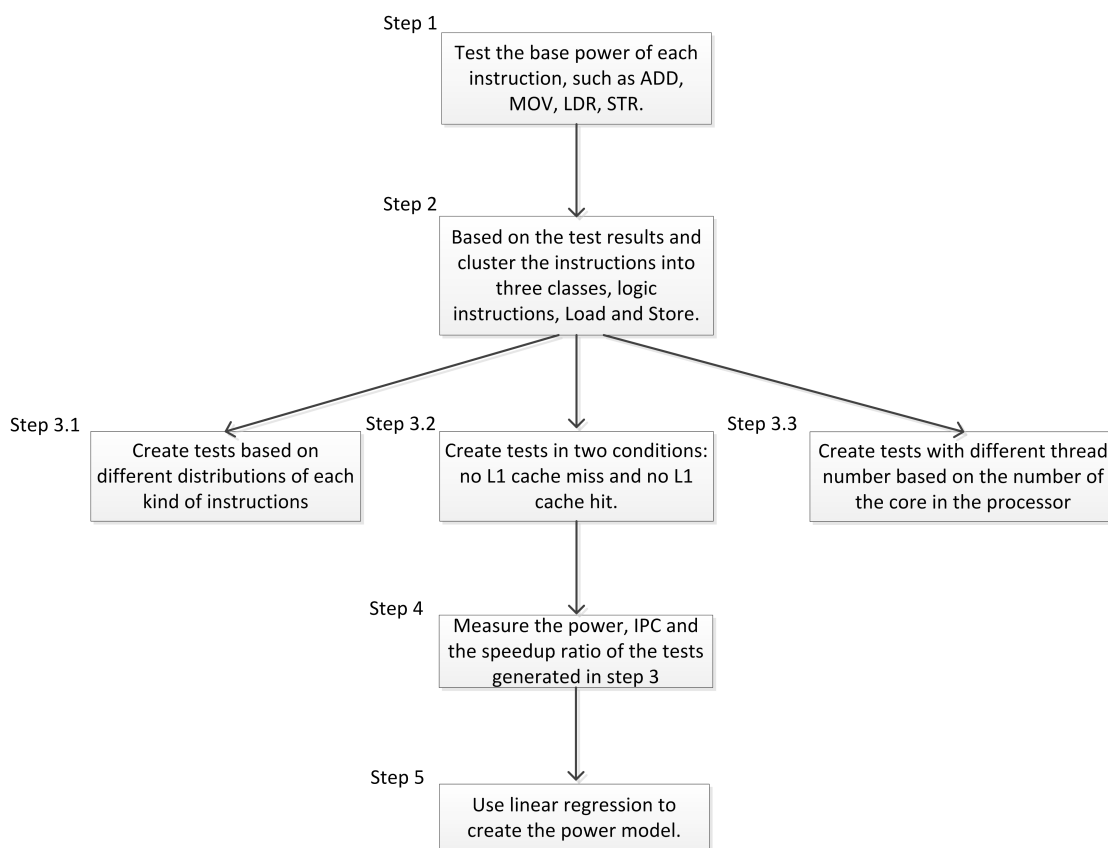 Step 1
Test the base power of each
instruction, such as ADD,
MOV, LDR, STR.
Step 2
Based on the test results and
cluster the instructions into
three classes, logic
instructions, Load and Store.
Step 3.1
Create tests based on
different distributions of each
kind of instructions
Step 3.2
Create tests in two conditions:
no L1 cache miss and no L1
cache hit.
Step 3.3
Create tests with different thread
number based on the number of
the core in the processor
Step 4
Measure the power, IPC and
the speedup ratio of the tests
generated in step 3
Step 5
Use linear regression to
create the power model.